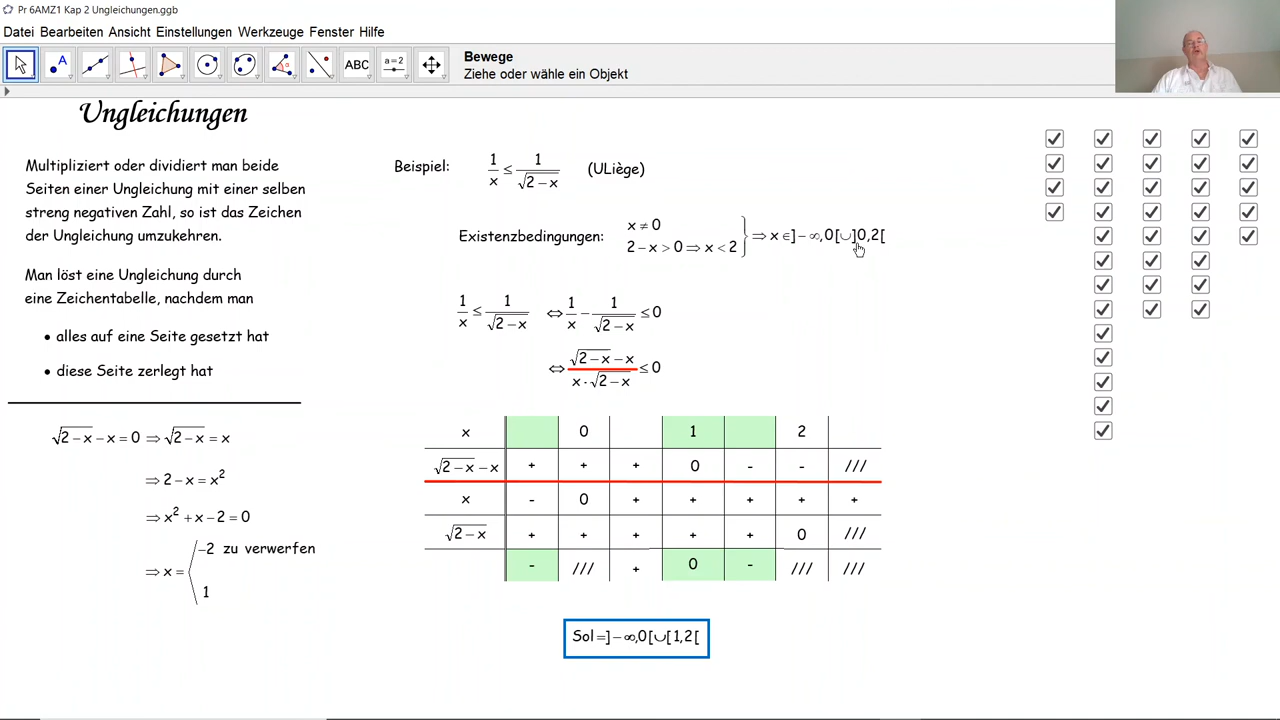 Pr 6AMZ1 Kap 2 Ungleichungen.ggb
Datei Bearbeiten Ansicht Einstellungen Werkzeuge Fenster Hilfe
A
ABC
a=2
Bewege
Ziehe oder wähle ein Objekt
Ungleichungen
Multipliziert oder dividiert man beide
Seiten einer Ungleichung mit einer selben
streng negativen Zahl, so ist das Zeichen
der Ungleichung umzukehren.
Man löst eine Ungleichung durch
eine Zeichentabelle, nachdem man
• alles auf eine Seite gesetzt hat
• diese Seite zerlegt hat
√2−x −x = 0 ⇒ √2−x = x
⇒ 2−x = x²
⇒ x² + x − 2 = 0
⇒ x = −2 zu verwerfen
1
Beispiel: 1/x ≤ 1/√2−x (ULiège)
Existenzbedingungen: x ≠ 0
2−x > 0 ⇒ x < 2 } ⇒ x ∈ ]−∞,0[∪]0,2[
1/x ≤ 1/√2−x ⇔ 1/x − 1/√2−x ≤ 0
⇔ √2−x −x / x·√2−x ≤ 0
x 0 1 2
√2−x −x + + + 0 - - ///
x - 0 + + + + +
√2−x + + + + + 0 ///
- /// + 0 - /// ///
Sol =]−∞,0[∪[1,2[